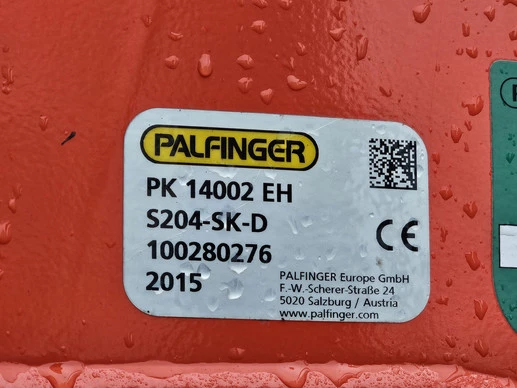 PALFINGER
PK 14002 EH
S204-SK-D
100280276
2015
CE
PALFINGER Europe GmbH
F.-W.-Scherer-Straße 24
5020 Salzburg / Austria
www.palfinger.com